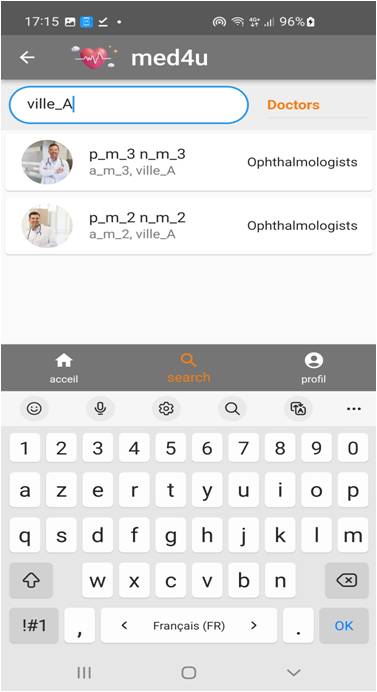 17:15 96%
med4u
ville_A Doctors
p_m_3 n_m_3
a_m_3, ville_A
Ophthalmologists
p_m_2 n_m_2
a_m_2, ville_A
Ophthalmologists
acceil search profil
1 2 3 4 5 6 7 8 9 0
a z e r t y u i o p
q s d f g h j k l m
w x c v b n
!#1 , < Français (FR) > . OK